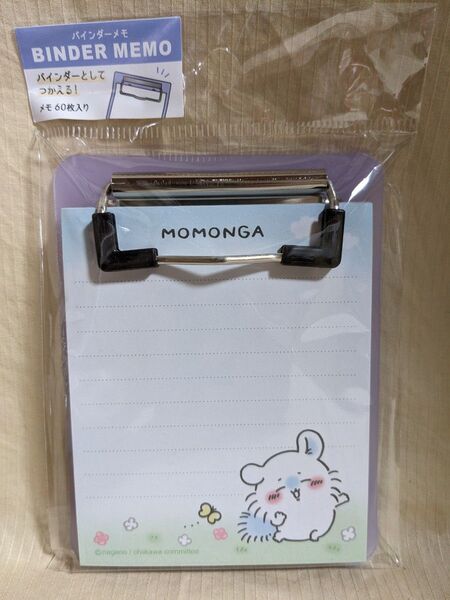 バインダーメモ
BINDER MEMO
バインダーとして
つかえる!
メモ60枚入り
MOMONGA
©nagano / chiikawa committee